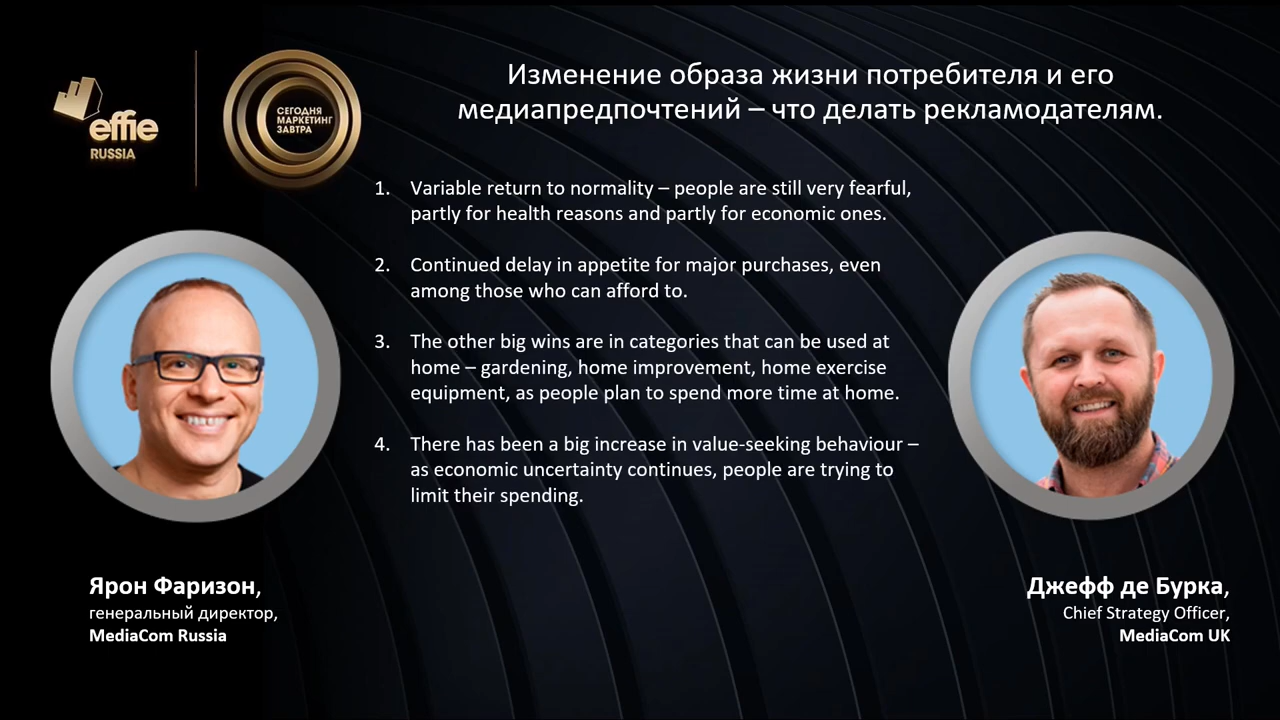 effie
RUSSIA
СЕГОДНЯ
МАРКЕТИНГ
ЗАВТРА
Изменение образа жизни потребителя и его
медиапредпочтений – что делать рекламодателям.
1. Variable return to normality – people are still very fearful,
partly for health reasons and partly for economic ones.
2. Continued delay in appetite for major purchases, even
among those who can afford to.
3. The other big wins are in categories that can be used at
home – gardening, home improvement, home exercise
equipment, as people plan to spend more time at home.
4. There has been a big increase in value-seeking behaviour –
as economic uncertainty continues, people are trying to
limit their spending.
Ярон Фаризон,
генеральный директор,
MediaCom Russia
Джефф де Бурка,
Chief Strategy Officer,
MediaCom UK